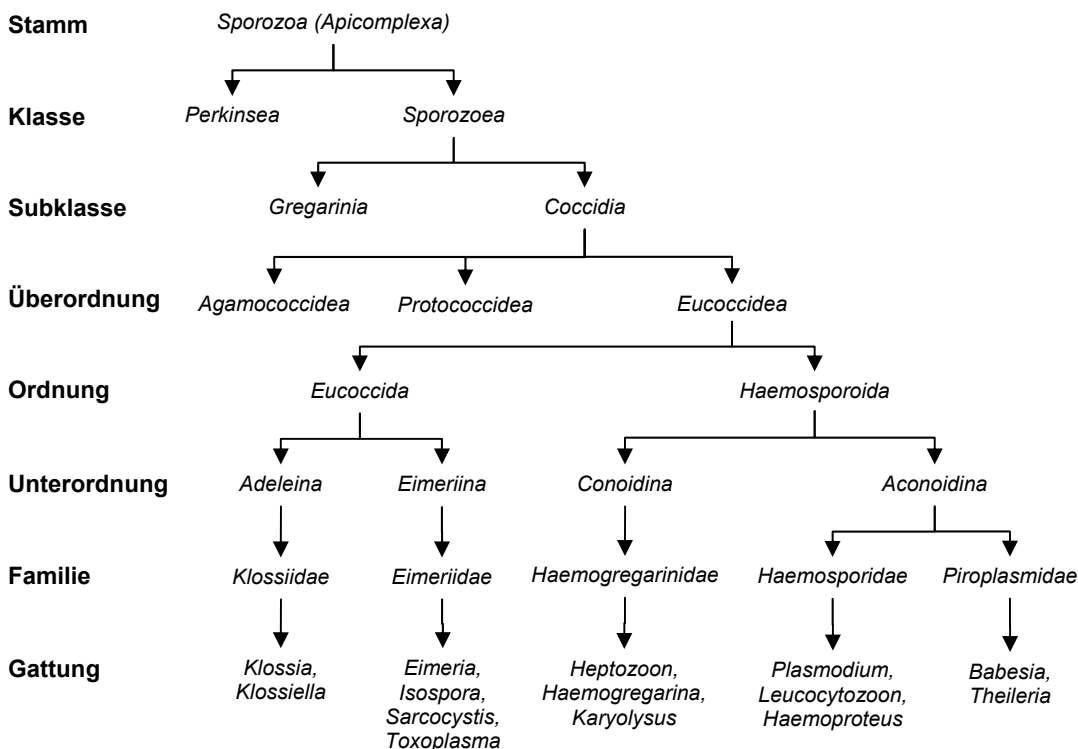 Stamm Sporozoa (Apicomplexa)
Klasse Perkinsea Sporozoea
Subklasse Gregarinia Coccidia
Überordnung Agamococcidea Protococcidea Eucoccidea
Ordnung Eucoccida Haemosporoida
Unterordnung Adeleina Eimeriina Conoidina Aconoidina
Familie Klossiidae Eimeriidae Haemogregarinidae Haemosporidae Piroplasmidae
Gattung Klossia, Eimeria, Heptozoon, Plasmodium, Babesia,
Klossiella Isospora, Haemogregarina, Leucocytozoon, Theileria
Sarcocystis, Karyolysus Haemoproteus
Toxoplasma